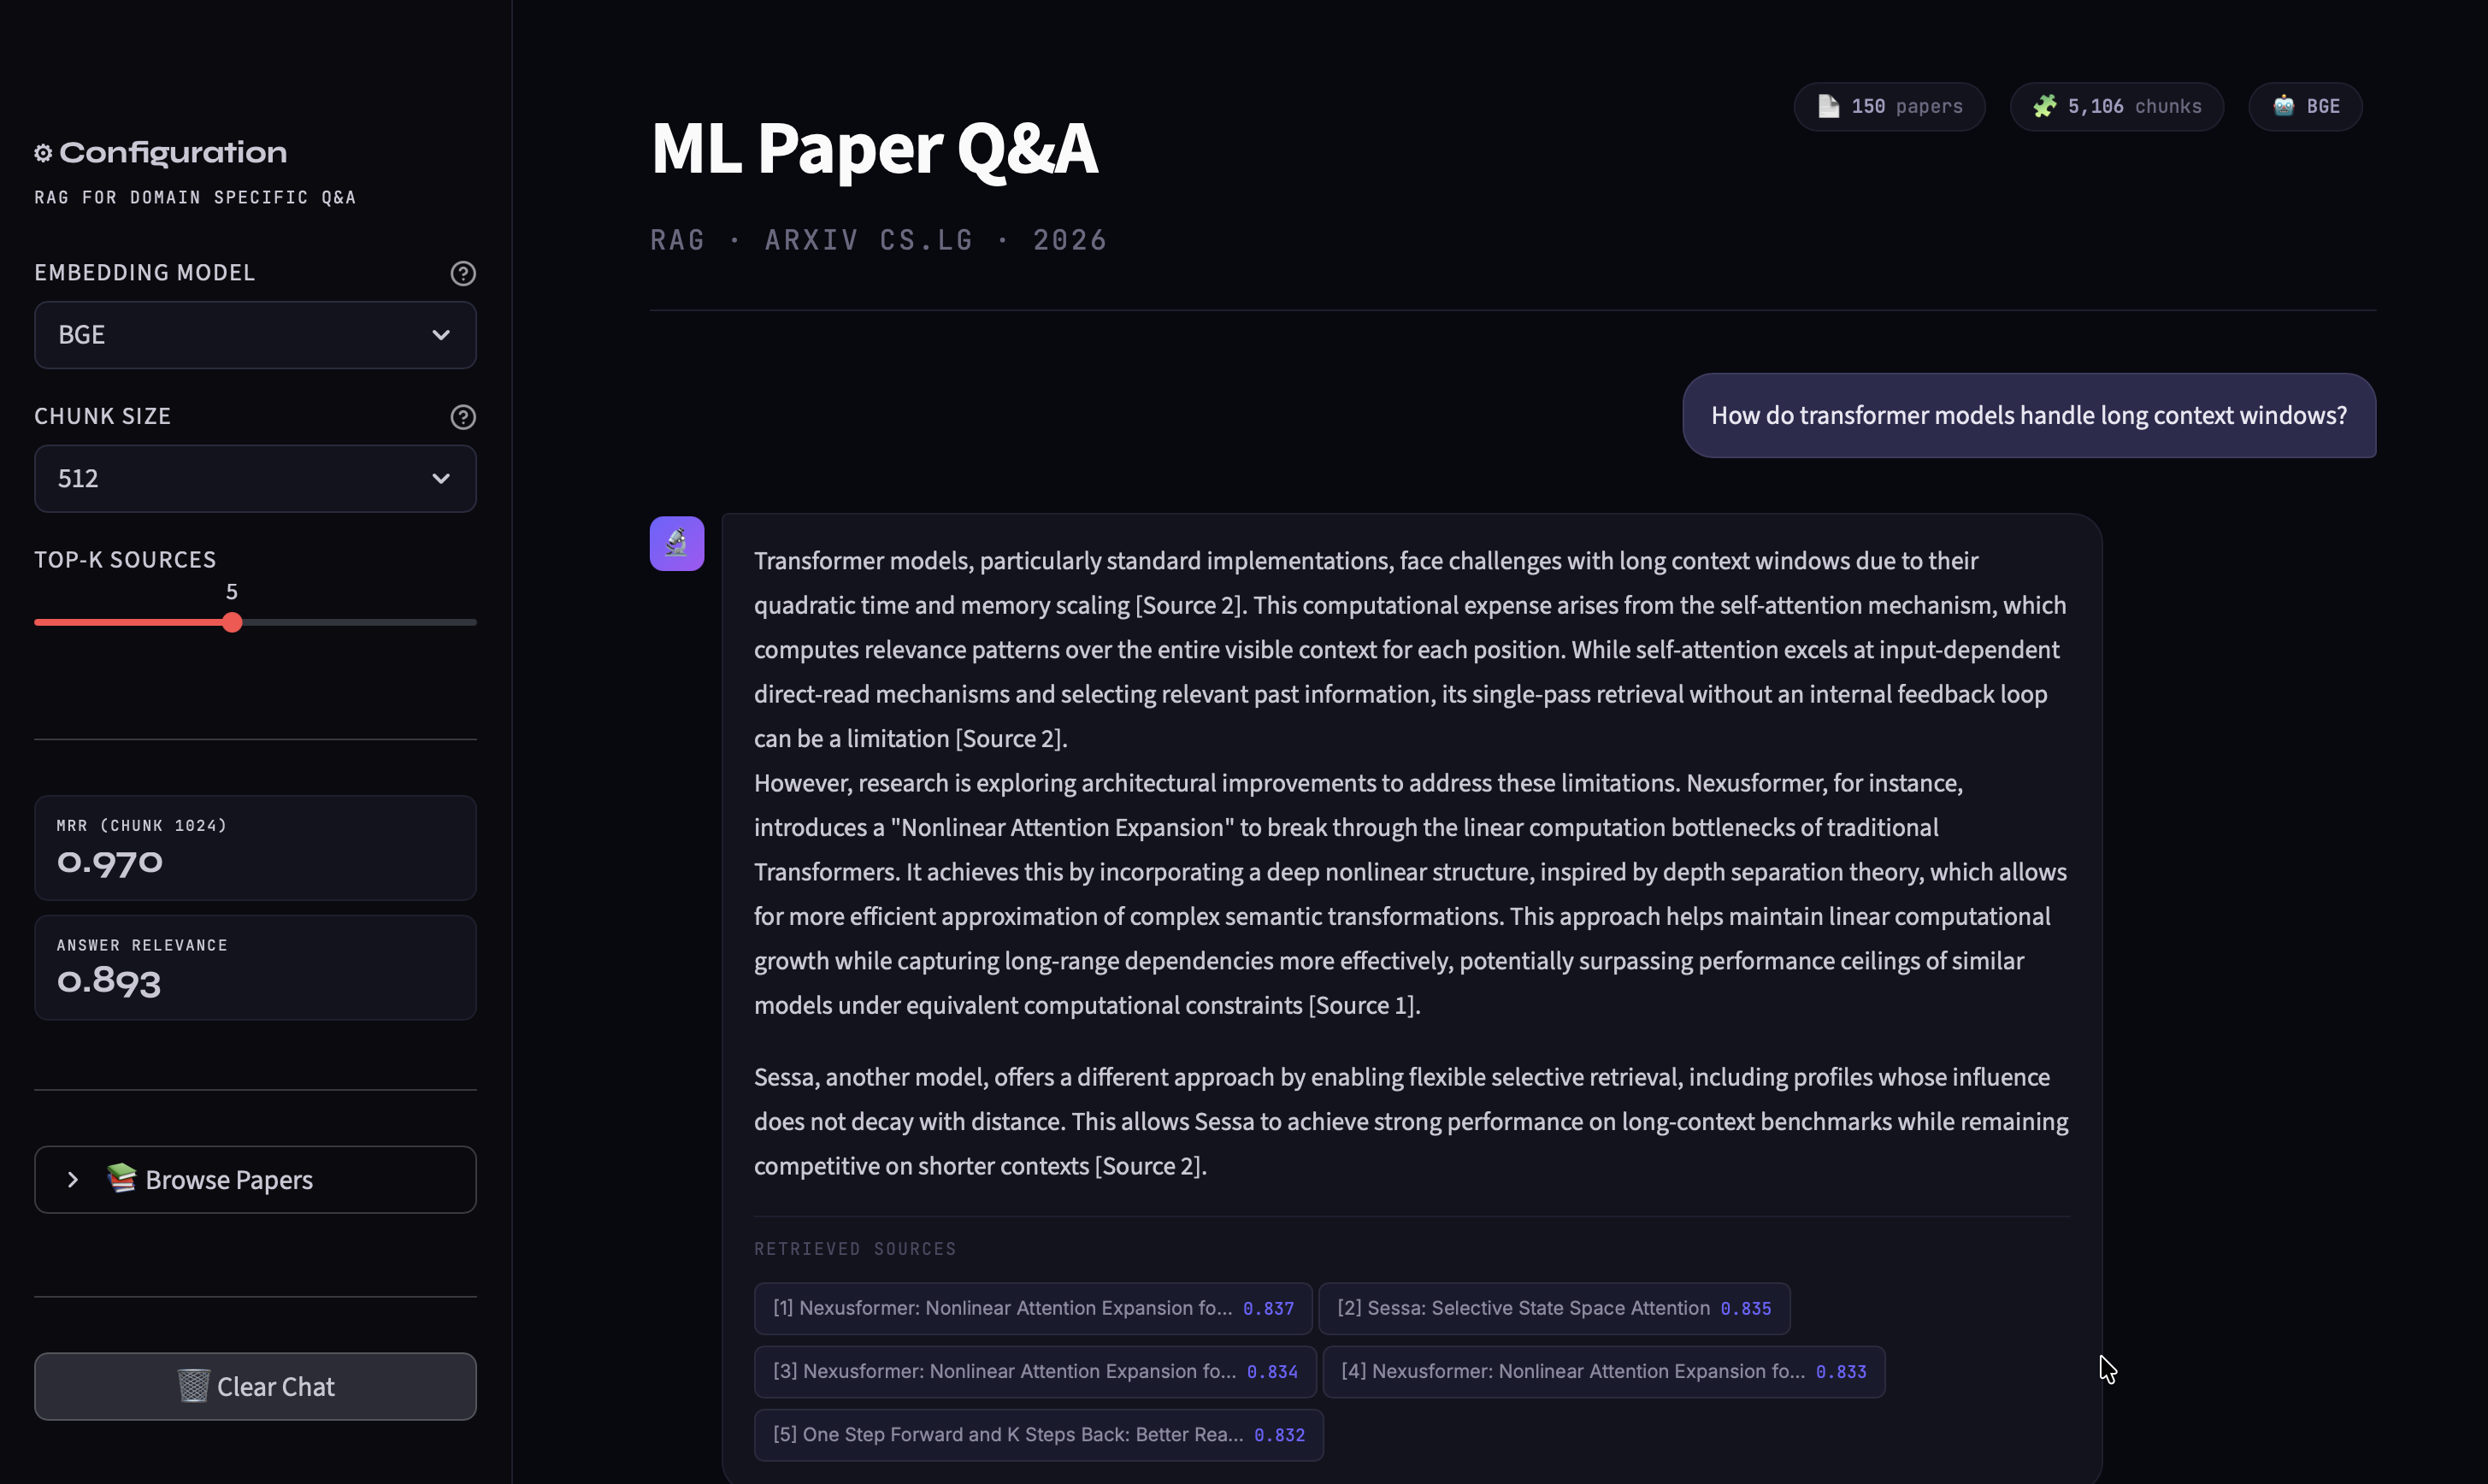 Configuration
RAG FOR DOMAIN SPECIFIC Q&A
EMBEDDING MODEL
BGE
CHUNK SIZE
512
TOP-K SOURCES
5
MRR (CHUNK 1024)
0.970
ANSWER RELEVANCE
0.893
Browse Papers
Clear Chat
150 papers
5,106 chunks
BGE
ML Paper Q&A
RAG · ARXIV CS.LG · 2026
How do transformer models handle long context windows?
Transformer models, particularly standard implementations, face challenges with long context windows due to their
quadratic time and memory scaling [Source 2]. This computational expense arises from the self-attention mechanism, which
computes relevance patterns over the entire visible context for each position. While self-attention excels at input-dependent
direct-read mechanisms and selecting relevant past information, its single-pass retrieval without an internal feedback loop
can be a limitation [Source 2].
However, research is exploring architectural improvements to address these limitations. Nexusformer, for instance,
introduces a "Nonlinear Attention Expansion" to break through the linear computation bottlenecks of traditional
Transformers. It achieves this by incorporating a deep nonlinear structure, inspired by depth separation theory, which allows
for more efficient approximation of complex semantic transformations. This approach helps maintain linear computational
growth while capturing long-range dependencies more effectively, potentially surpassing performance ceilings of similar
models under equivalent computational constraints [Source 1].
Sessa, another model, offers a different approach by enabling flexible selective retrieval, including profiles whose influence
does not decay with distance. This allows Sessa to achieve strong performance on long-context benchmarks while remaining
competitive on shorter contexts [Source 2].
RETRIEVED SOURCES
[1] Nexusformer: Nonlinear Attention Expansion fo... 0.837
[2] Sessa: Selective State Space Attention 0.835
[3] Nexusformer: Nonlinear Attention Expansion fo... 0.834
[4] Nexusformer: Nonlinear Attention Expansion fo... 0.833
[5] One Step Forward and K Steps Back: Better Rea... 0.832